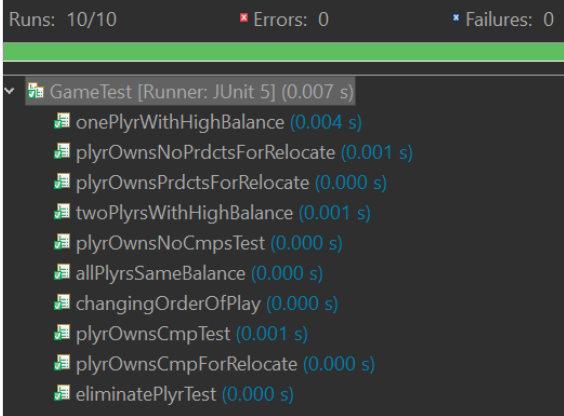 Runs: 10/10 Errors: 0 Failures: 0
GameTest [Runner: JUnit 5] (0.007 s)
onePlyrWithHighBalance (0.004 s)
plyrOwnsNoPrdctsForRelocate (0.001 s)
plyrOwnsPrdctsForRelocate (0.000 s)
twoPlyrsWithHighBalance (0.001 s)
plyrOwnsNoCmpsTest (0.000 s)
allPlyrsSameBalance (0.000 s)
changingOrderOfPlay (0.000 s)
plyrOwnsCmpTest (0.001 s)
plyrOwnsCmpForRelocate (0.000 s)
eliminatePlyrTest (0.000 s)